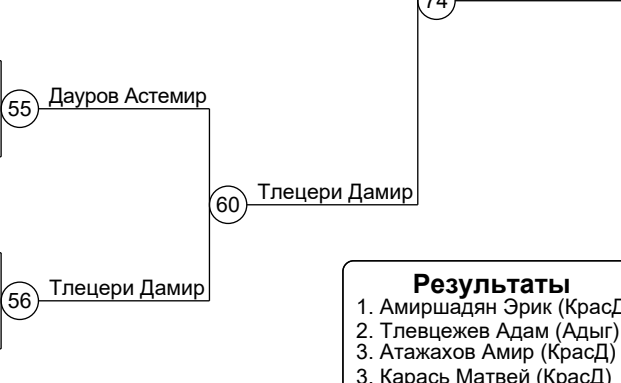 74
55 Дауров Астемир
60 Тлецери Дамир
56 Тлецери Дамир
Результаты
1. Амиршадян Эрик (КрасД
2. Тлевцежев Адам (Адыг)
3. Атажахов Амир (КрасД)
3. Карась Матвей (КрасД)